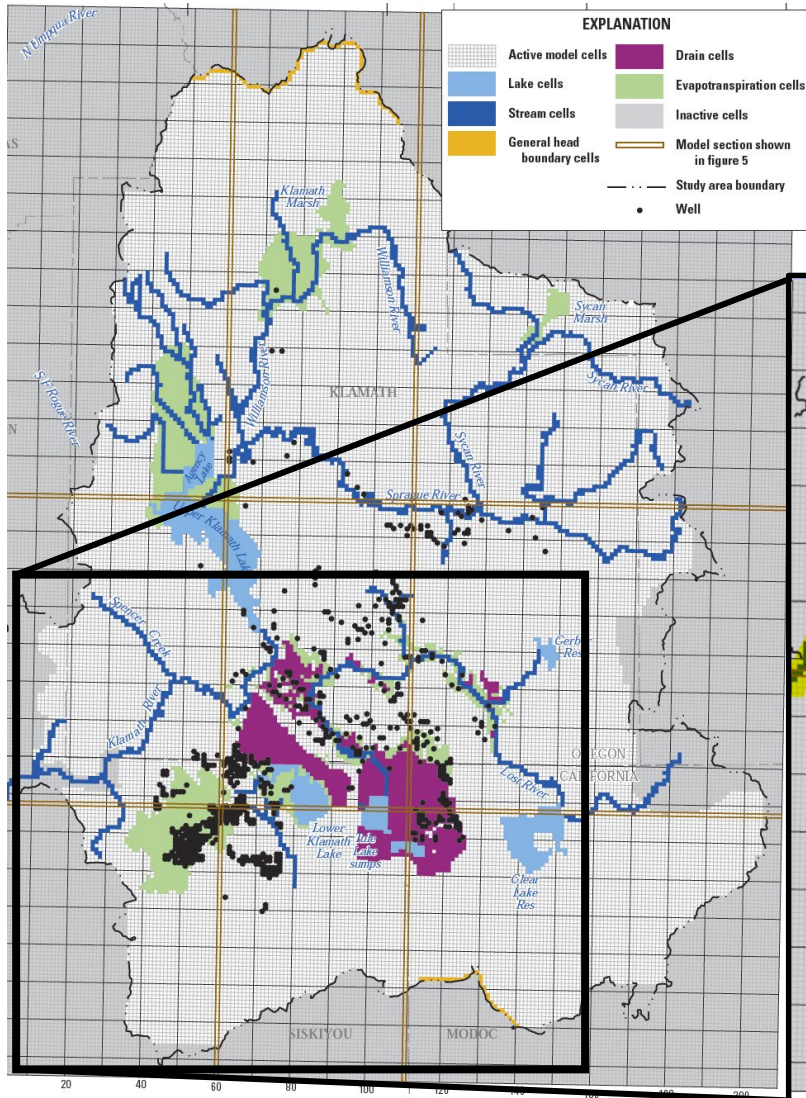 EXPLANATION
Active model cells
Lake cells
Stream cells
General head
boundary cells
Drain cells
Evapotranspiration cells
Inactive cells
Model section shown
in figure 5
Study area boundary
Well
N Umpqua River
AS
Klamath
Marsh
Williamson River
Sycan
Marsh
Sycan River
S F Rogue River
Williamson River
KLAMATH
N
Agency
Lake
Sycan River
Sprague River
Upper Klamath Lake
Spencer Creek
Gerber
Res
Klamath River
OREGON
CALIFORNIA
Lost River
Lower
Klamath
Lake
Tule
Lake
sumps
Clear
Lake
Res
SISKIYOU
MODOC
20
40
60
80
100
120
140
160
180
200